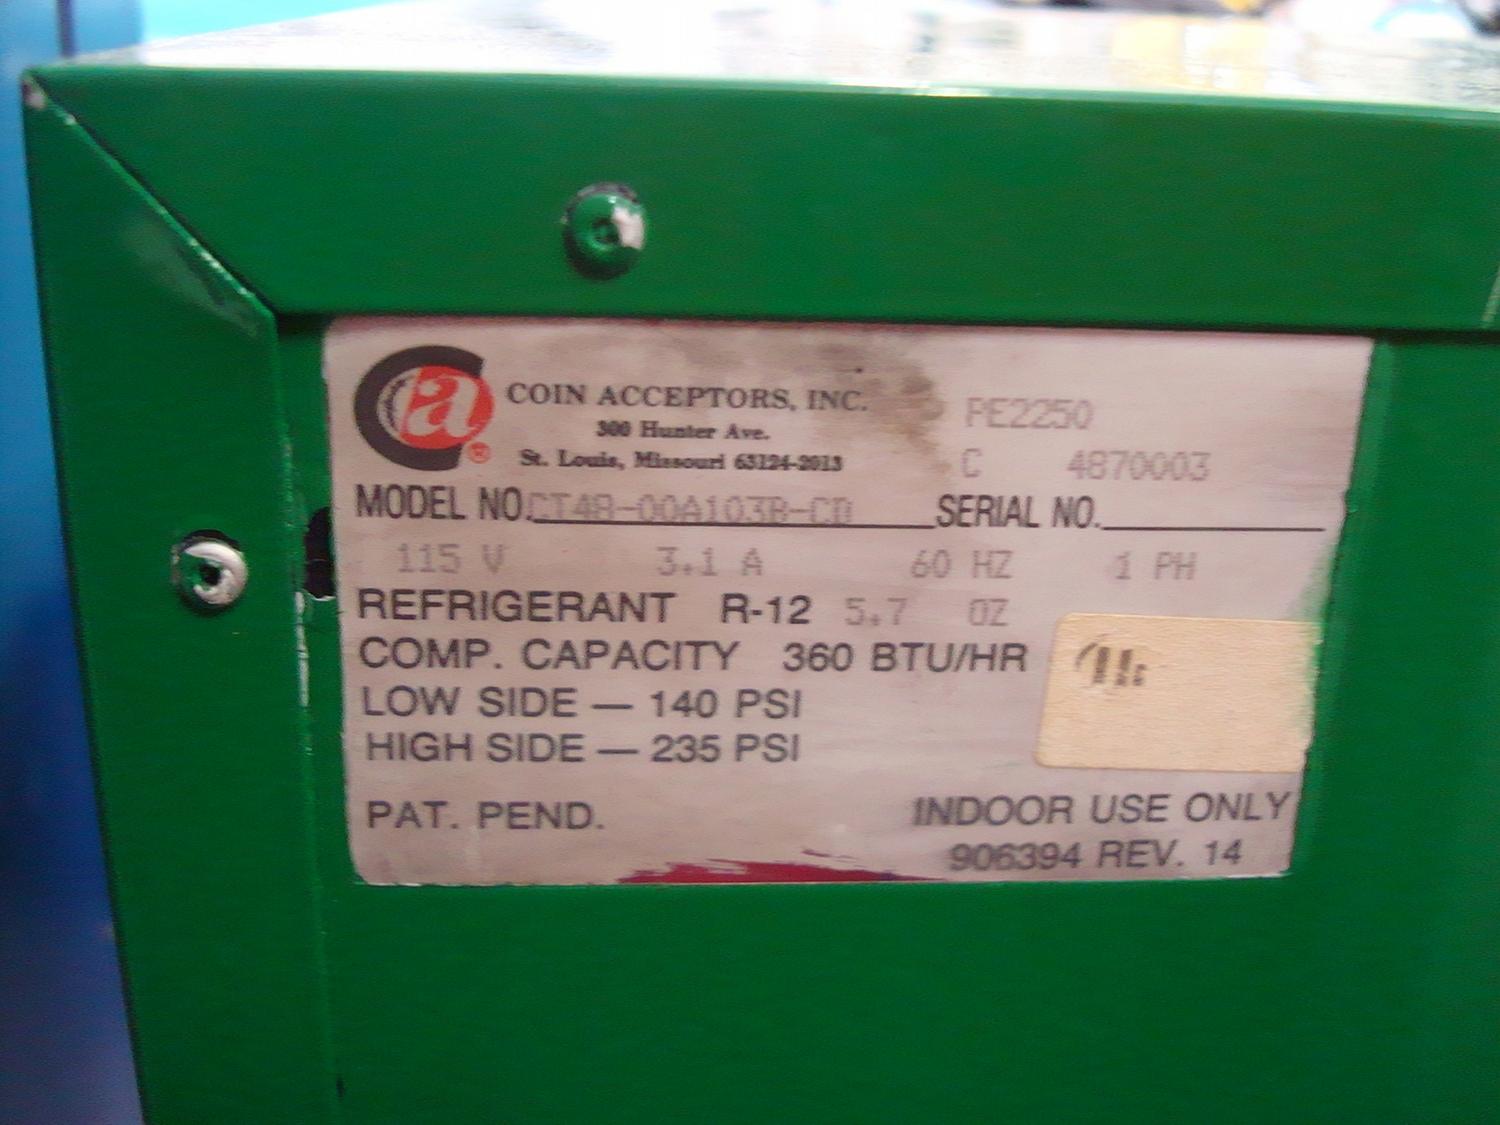 Ca ®
COIN ACCEPTORS, INC.
300 Hunter Ave.
St. Louis, Missouri 63124-2013
PE2250
C 4870003
MODEL NO. CT48-00A103B-CD SERIAL NO.
115 V 3.1 A 60 HZ 1 PH
REFRIGERANT R-12 5.7 OZ
COMP. CAPACITY 360 BTU/HR
LOW SIDE — 140 PSI
HIGH SIDE — 235 PSI
PAT. PEND.
INDOOR USE ONLY
906394 REV. 14